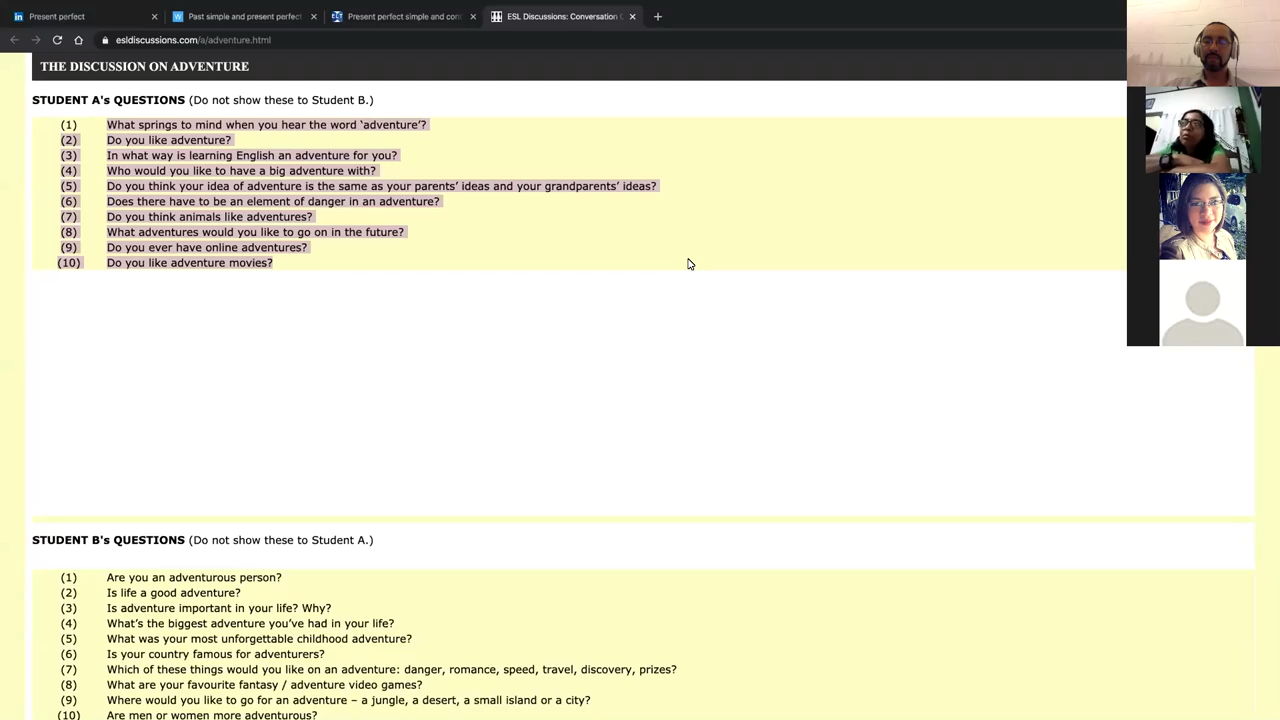 Present perfect
Past simple and present perfect
Present perfect simple and con
ESL Discussions: Conversation
esldiscussions.com/a/adventure.html
THE DISCUSSION ON ADVENTURE
STUDENT A's QUESTIONS (Do not show these to Student B.)
(1) What springs to mind when you hear the word ‘adventure’?
(2) Do you like adventure?
(3) In what way is learning English an adventure for you?
(4) Who would you like to have a big adventure with?
(5) Do you think your idea of adventure is the same as your parents’ ideas and your grandparents’ ideas?
(6) Does there have to be an element of danger in an adventure?
(7) Do you think animals like adventures?
(8) What adventures would you like to go on in the future?
(9) Do you ever have online adventures?
(10) Do you like adventure movies?
STUDENT B's QUESTIONS (Do not show these to Student A.)
(1) Are you an adventurous person?
(2) Is life a good adventure?
(3) Is adventure important in your life? Why?
(4) What’s the biggest adventure you’ve had in your life?
(5) What was your most unforgettable childhood adventure?
(6) Is your country famous for adventurers?
(7) Which of these things would you like on an adventure: danger, romance, speed, travel, discovery, prizes?
(8) What are your favourite fantasy / adventure video games?
(9) Where would you like to go for an adventure – a jungle, a desert, a small island or a city?
(10) Are men or women more adventurous?